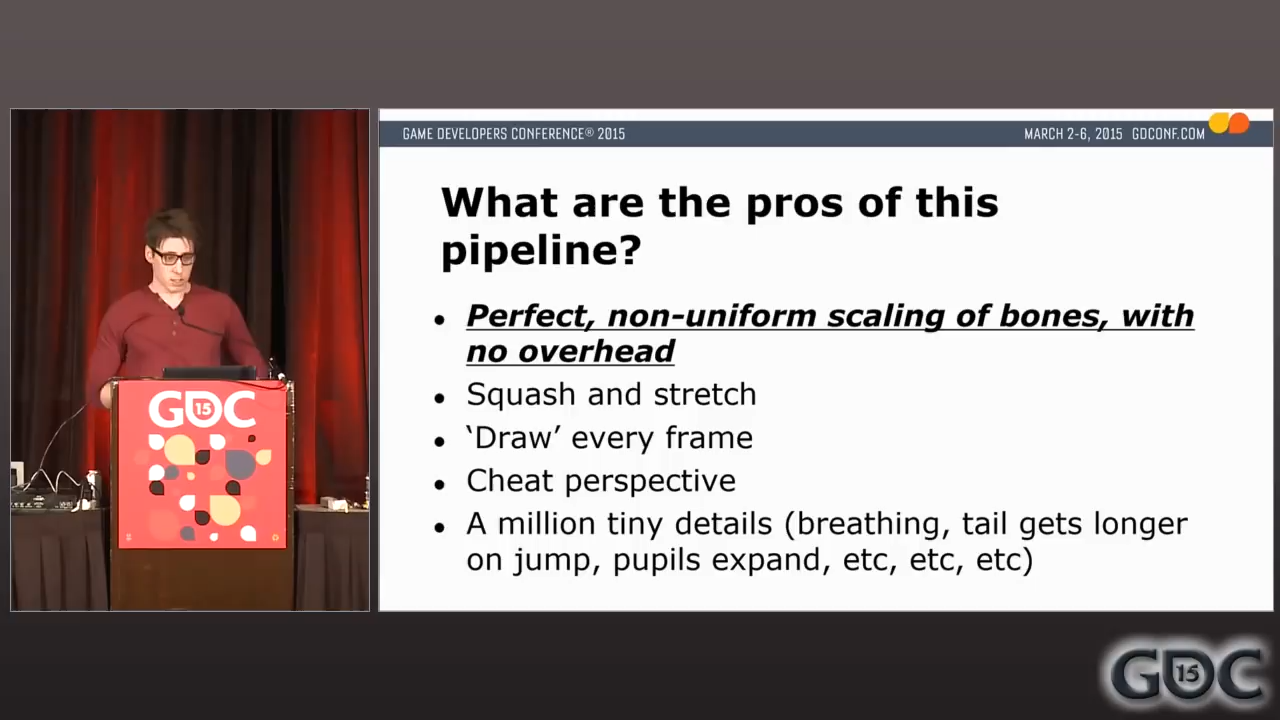 GAME DEVELOPERS CONFERENCE® 2015
MARCH 2-6, 2015 GDCONF.COM
What are the pros of this
pipeline?
• Perfect, non-uniform scaling of bones, with
no overhead
• Squash and stretch
• ‘Draw’ every frame
• Cheat perspective
• A million tiny details (breathing, tail gets longer
on jump, pupils expand, etc, etc, etc)
GDC
15
GDC
15